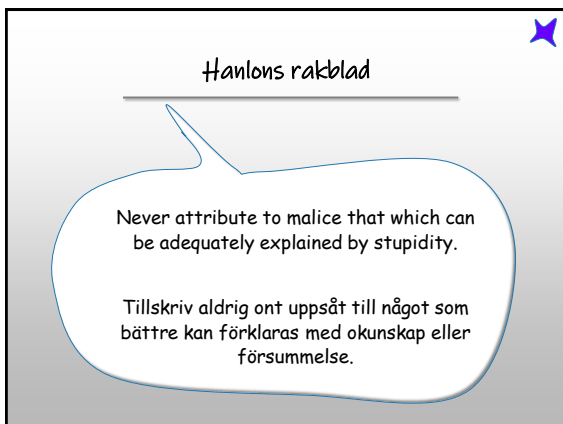 Hanlons rakblad
Never attribute to malice that which can
be adequately explained by stupidity.
Tillskriv aldrig ont uppsåt till något som
bättre kan förklaras med okunskap eller
försummelse.